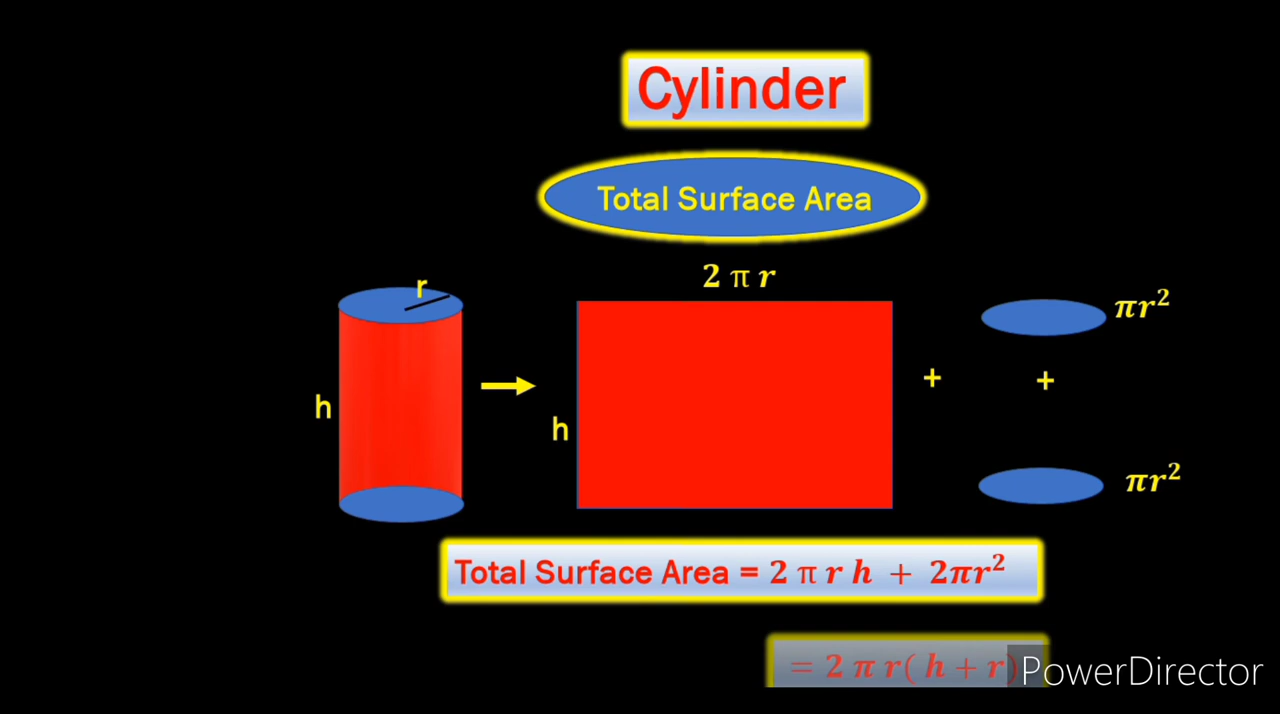 Cylinder
Total Surface Area
2 π r
r
πr²
h
+
+
h
πr²
Total Surface Area = 2 π r h + 2πr²
= 2 π r( h + r)
PowerDirector